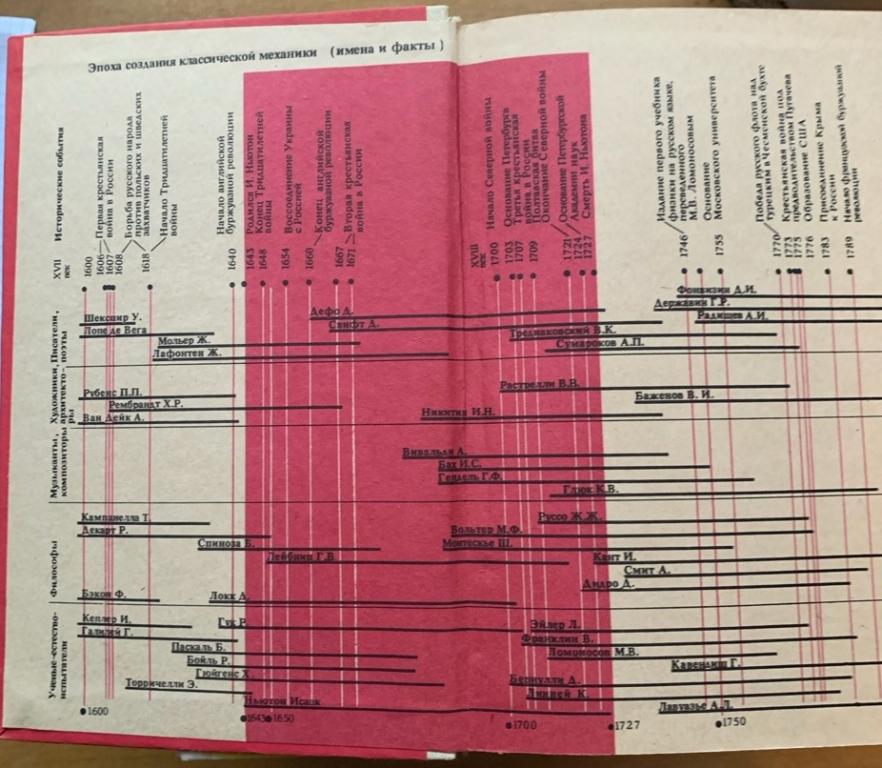 Эпоха создания классической механики (имена и факты)
Исторические события
Первая крестьянская
война в России
Борьба русского народа
против польских и шведских
захватчиков
Начало Тридцатилетней
войны
Начало английской
буржуазной революции
Родился И. Ньютон
Конец Тридцатилетней
войны
Воссоединение Украины
с Россией
Конец английской
буржуазной революции
Вторая крестьянская
война в России
Начало Северной войны
Основание Петербурга
Третья крестьянская
война в России
Полтавская битва
Окончание Северной войны
Основание Петербургской
Академии наук
Смерть И. Ньютона
Издание первого учебника
физики на русском языке,
переведенного
М.В. Ломоносовым
Основание
Московского университета
Победа русского флота над
турецким в Чесменской бухте
Крестьянская война под
предводительством Пугачева
Образование США
Присоединение Крыма
к России
Начало французской буржуазной
революции
XVII
век
1600
1606
1607
1608
1618
1640
1643
1648
1654
1660
1667
1671
XVIII
век
1700
1703
1707
1709
1721
1724
1727
1746
1755
1770
1773
1775
1776
1783
1789
Писатели,
поэты
Шекспир У.
Лопе де Вега
Мольер Ж.
Лафонтен Ж.
Дефо Д.
Свифт Д.
Тредиаковский В.К.
Сумароков А.П.
Фонвизин Д.И.
Державин Г.Р.
Радищев А.И.
Художники,
архитекто-
ры
Рубенс П.П.
Рембрандт Х.Р.
Ван Дейк А.
Никитин И.Н.
Растрелли В.В.
Баженов В. И.
Музыканты,
композиторы
Вивальди А.
Бах И.С.
Гендель Г.Ф.
Глюк К.В.
Философы
Кампанелла Т.
Декарт Р.
Спиноза Б.
Лейбниц Г.В.
Бэкон Ф.
Локк Д.
Руссо Ж.Ж.
Вольтер М.Ф.
Монтескье Ш.
Кант И.
Смит А.
Дидро Д.
Ученые-естество-
испытатели
Кеплер И.
Галилей Г.
Гук Р.
Паскаль Б.
Бойль Р.
Гюйгенс Х.
Торричелли Э.
Ньютон Исаак
Эйлер Л.
Франклин В.
Ломоносов М.В.
Кавендиш Г.
Бернулли Д.
Линней К.
Лавуазье А.Л.
1600
1643
1650
1700
1727
1750